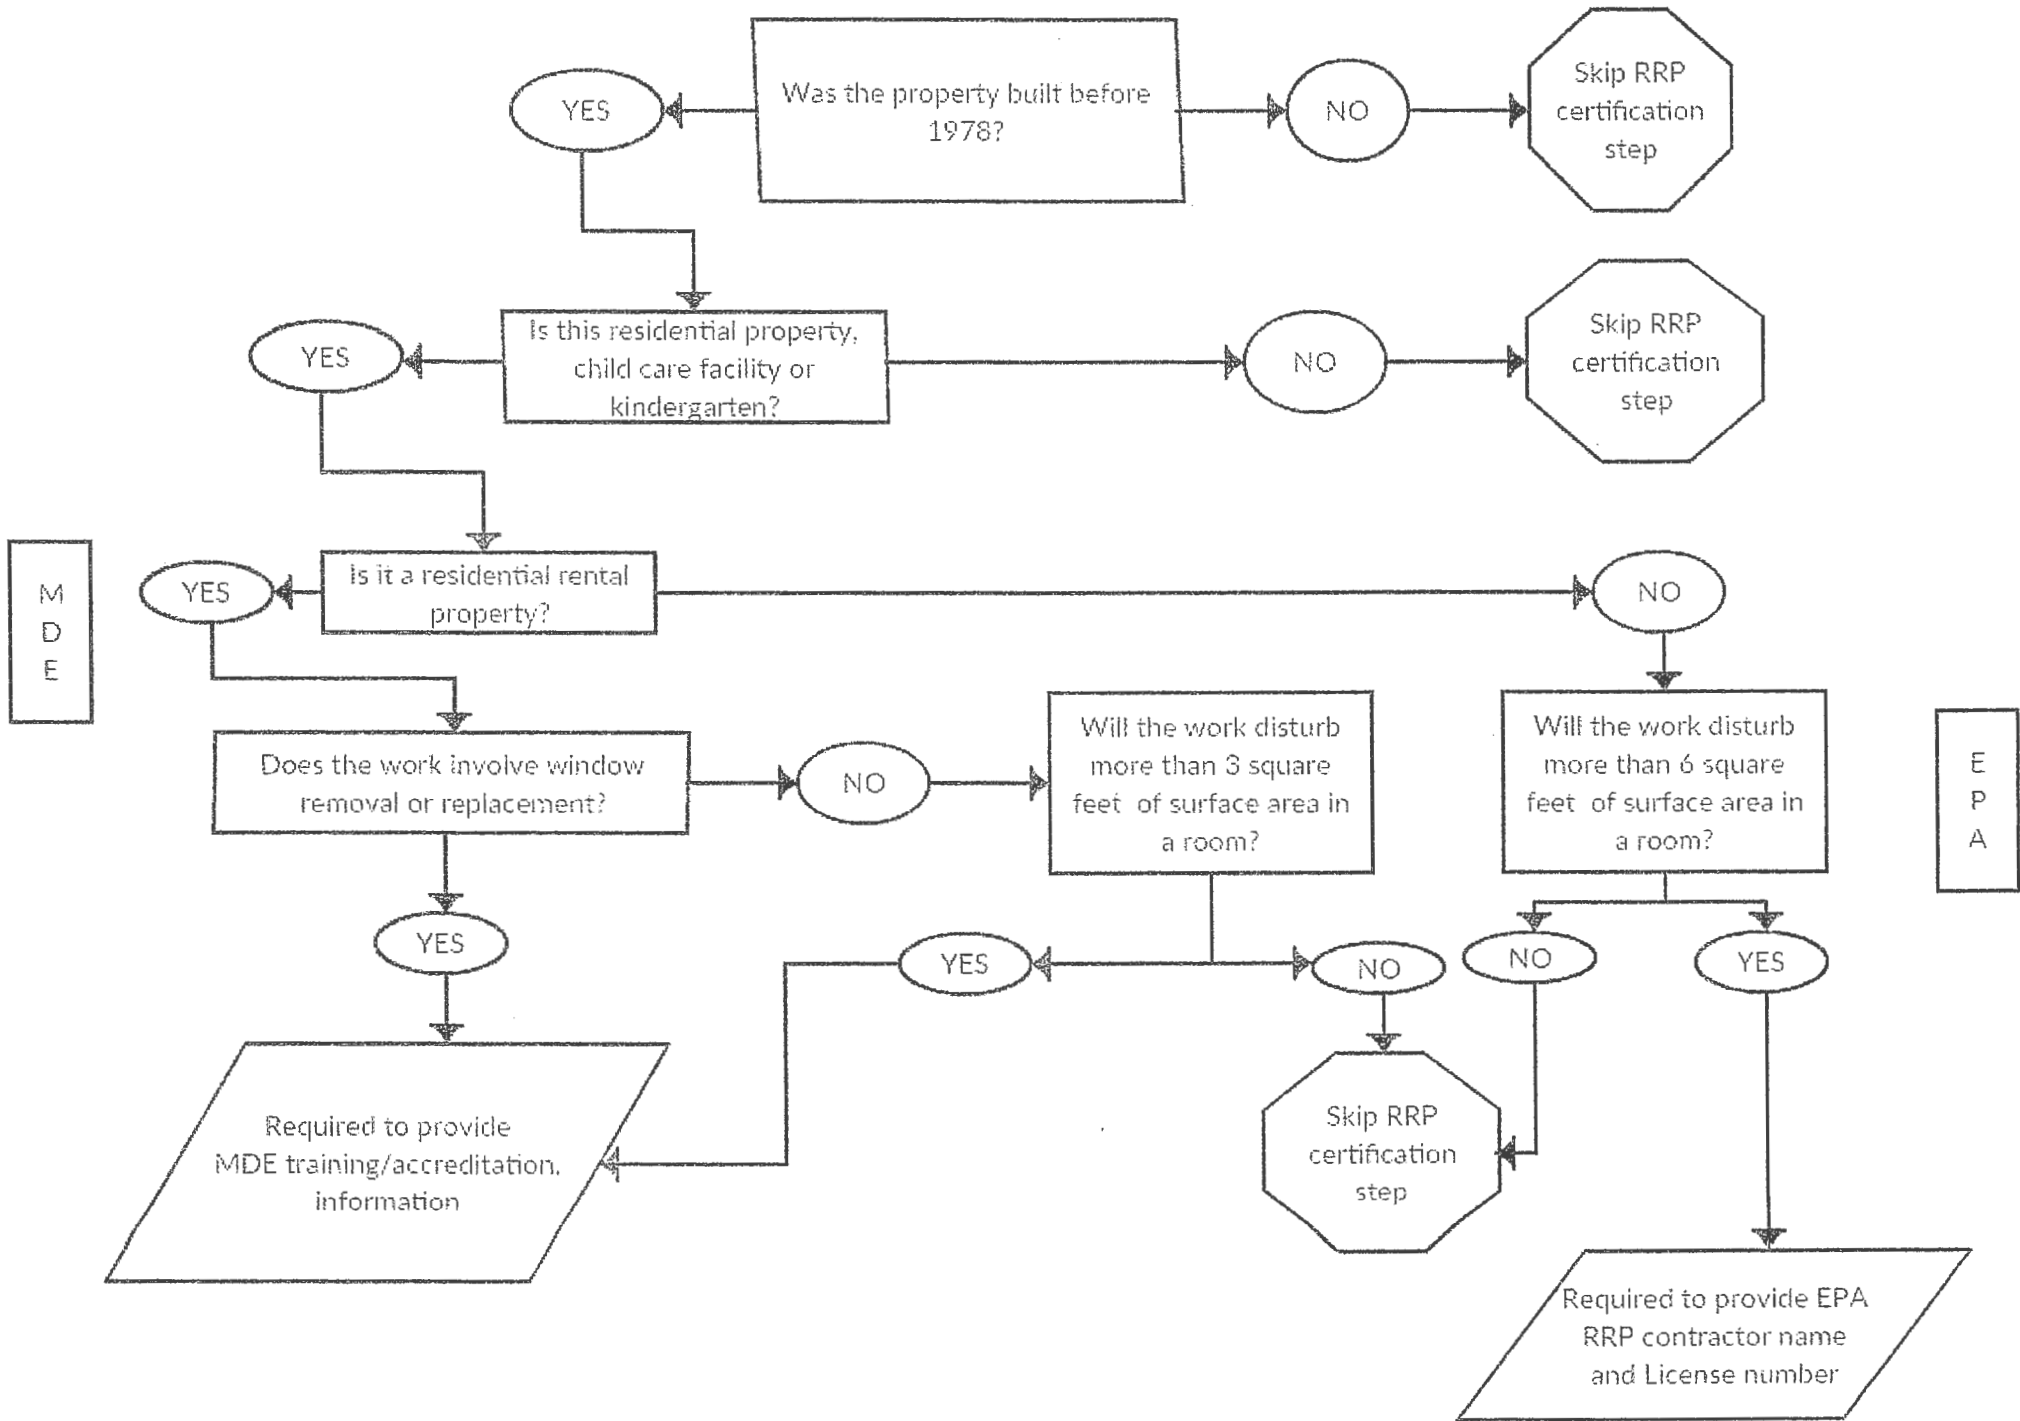 Was the property built before
1978?
YES
NO
Skip RRP
certification
step
Is this residential property,
child care facility or
kindergarten?
YES
NO
Skip RRP
certification
step
M
D
E
YES
Is it a residential rental
property?
NO
Does the work involve window
removal or replacement?
NO
Will the work disturb
more than 3 square
feet of surface area in
a room?
Will the work disturb
more than 6 square
feet of surface area in
a room?
E
P
A
YES
YES
NO
NO
YES
Required to provide
MDE training/accreditation.
information
Skip RRP
certification
step
Required to provide EPA
RRP contractor name
and License number